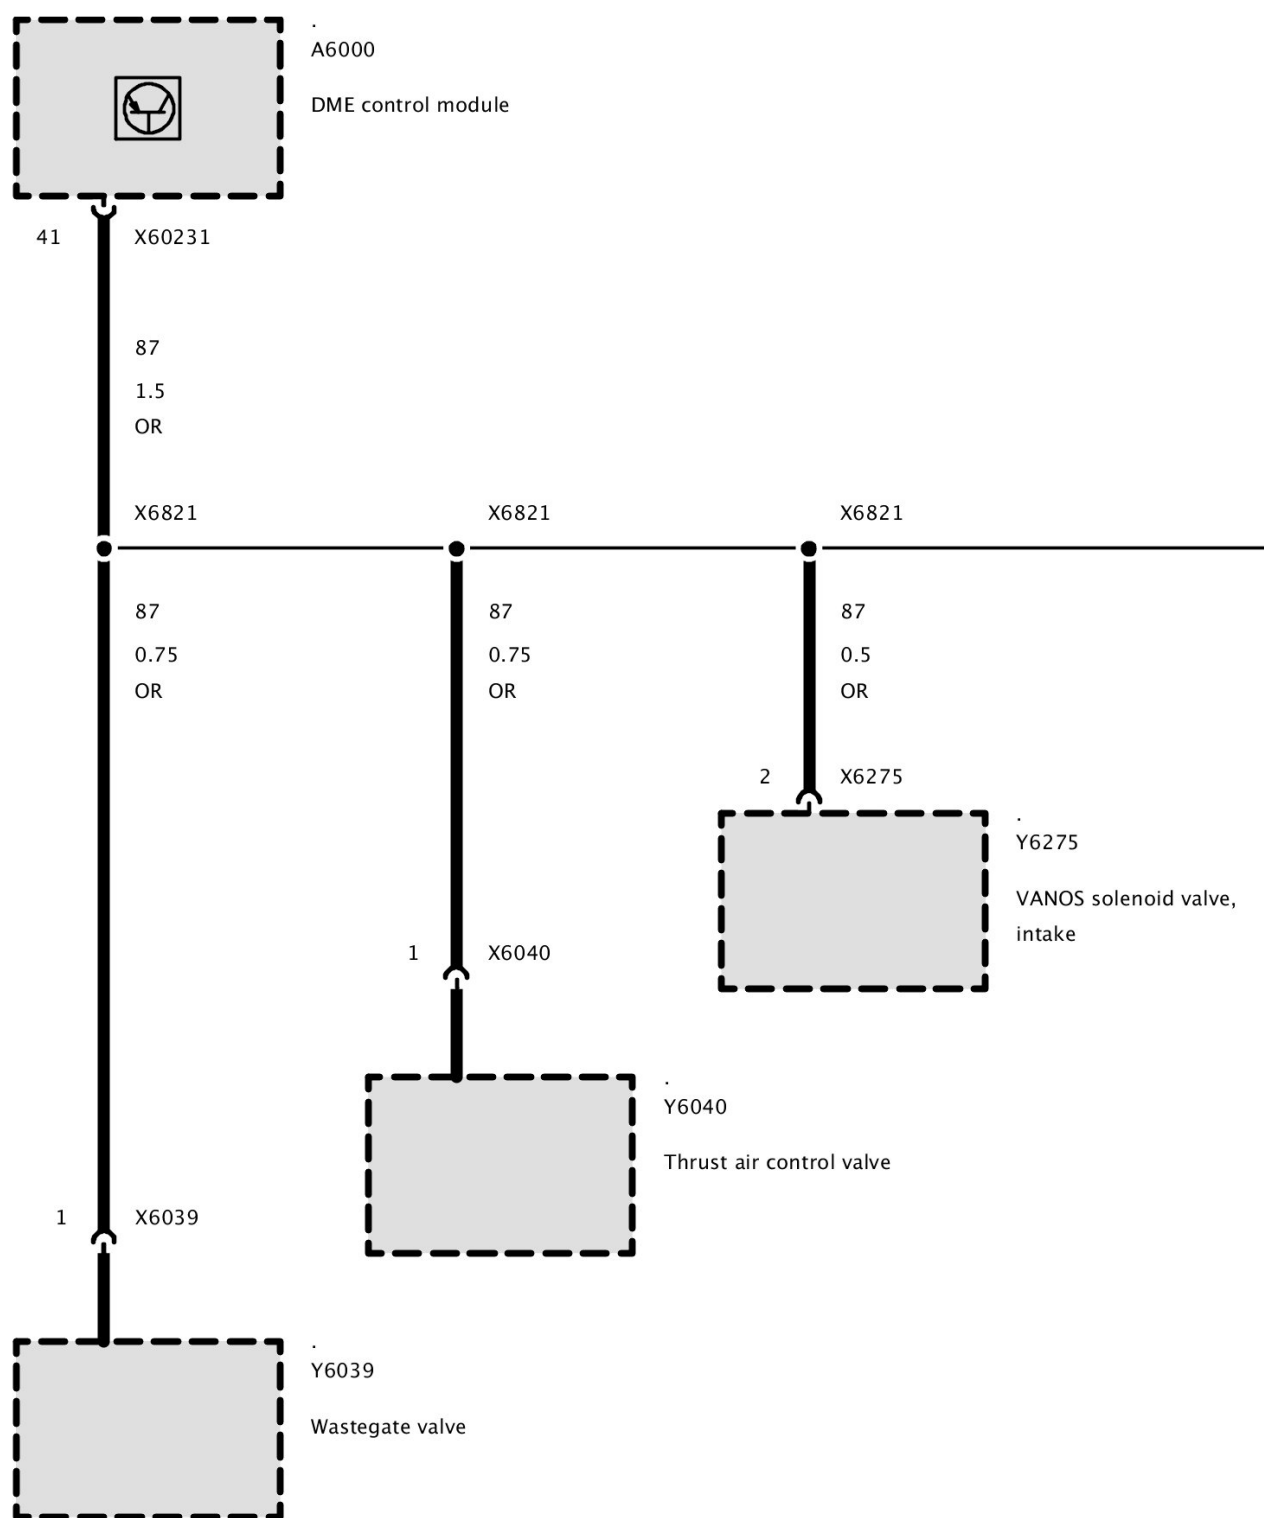 .
A6000
DME control module
41 X60231
87
1.5
OR
X6821 X6821 X6821
87 87 87
0.75 0.75 0.5
OR OR OR
2 X6275
.
Y6275
VANOS solenoid valve,
intake
1 X6040
.
Y6040
Thrust air control valve
1 X6039
.
Y6039
Wastegate valve